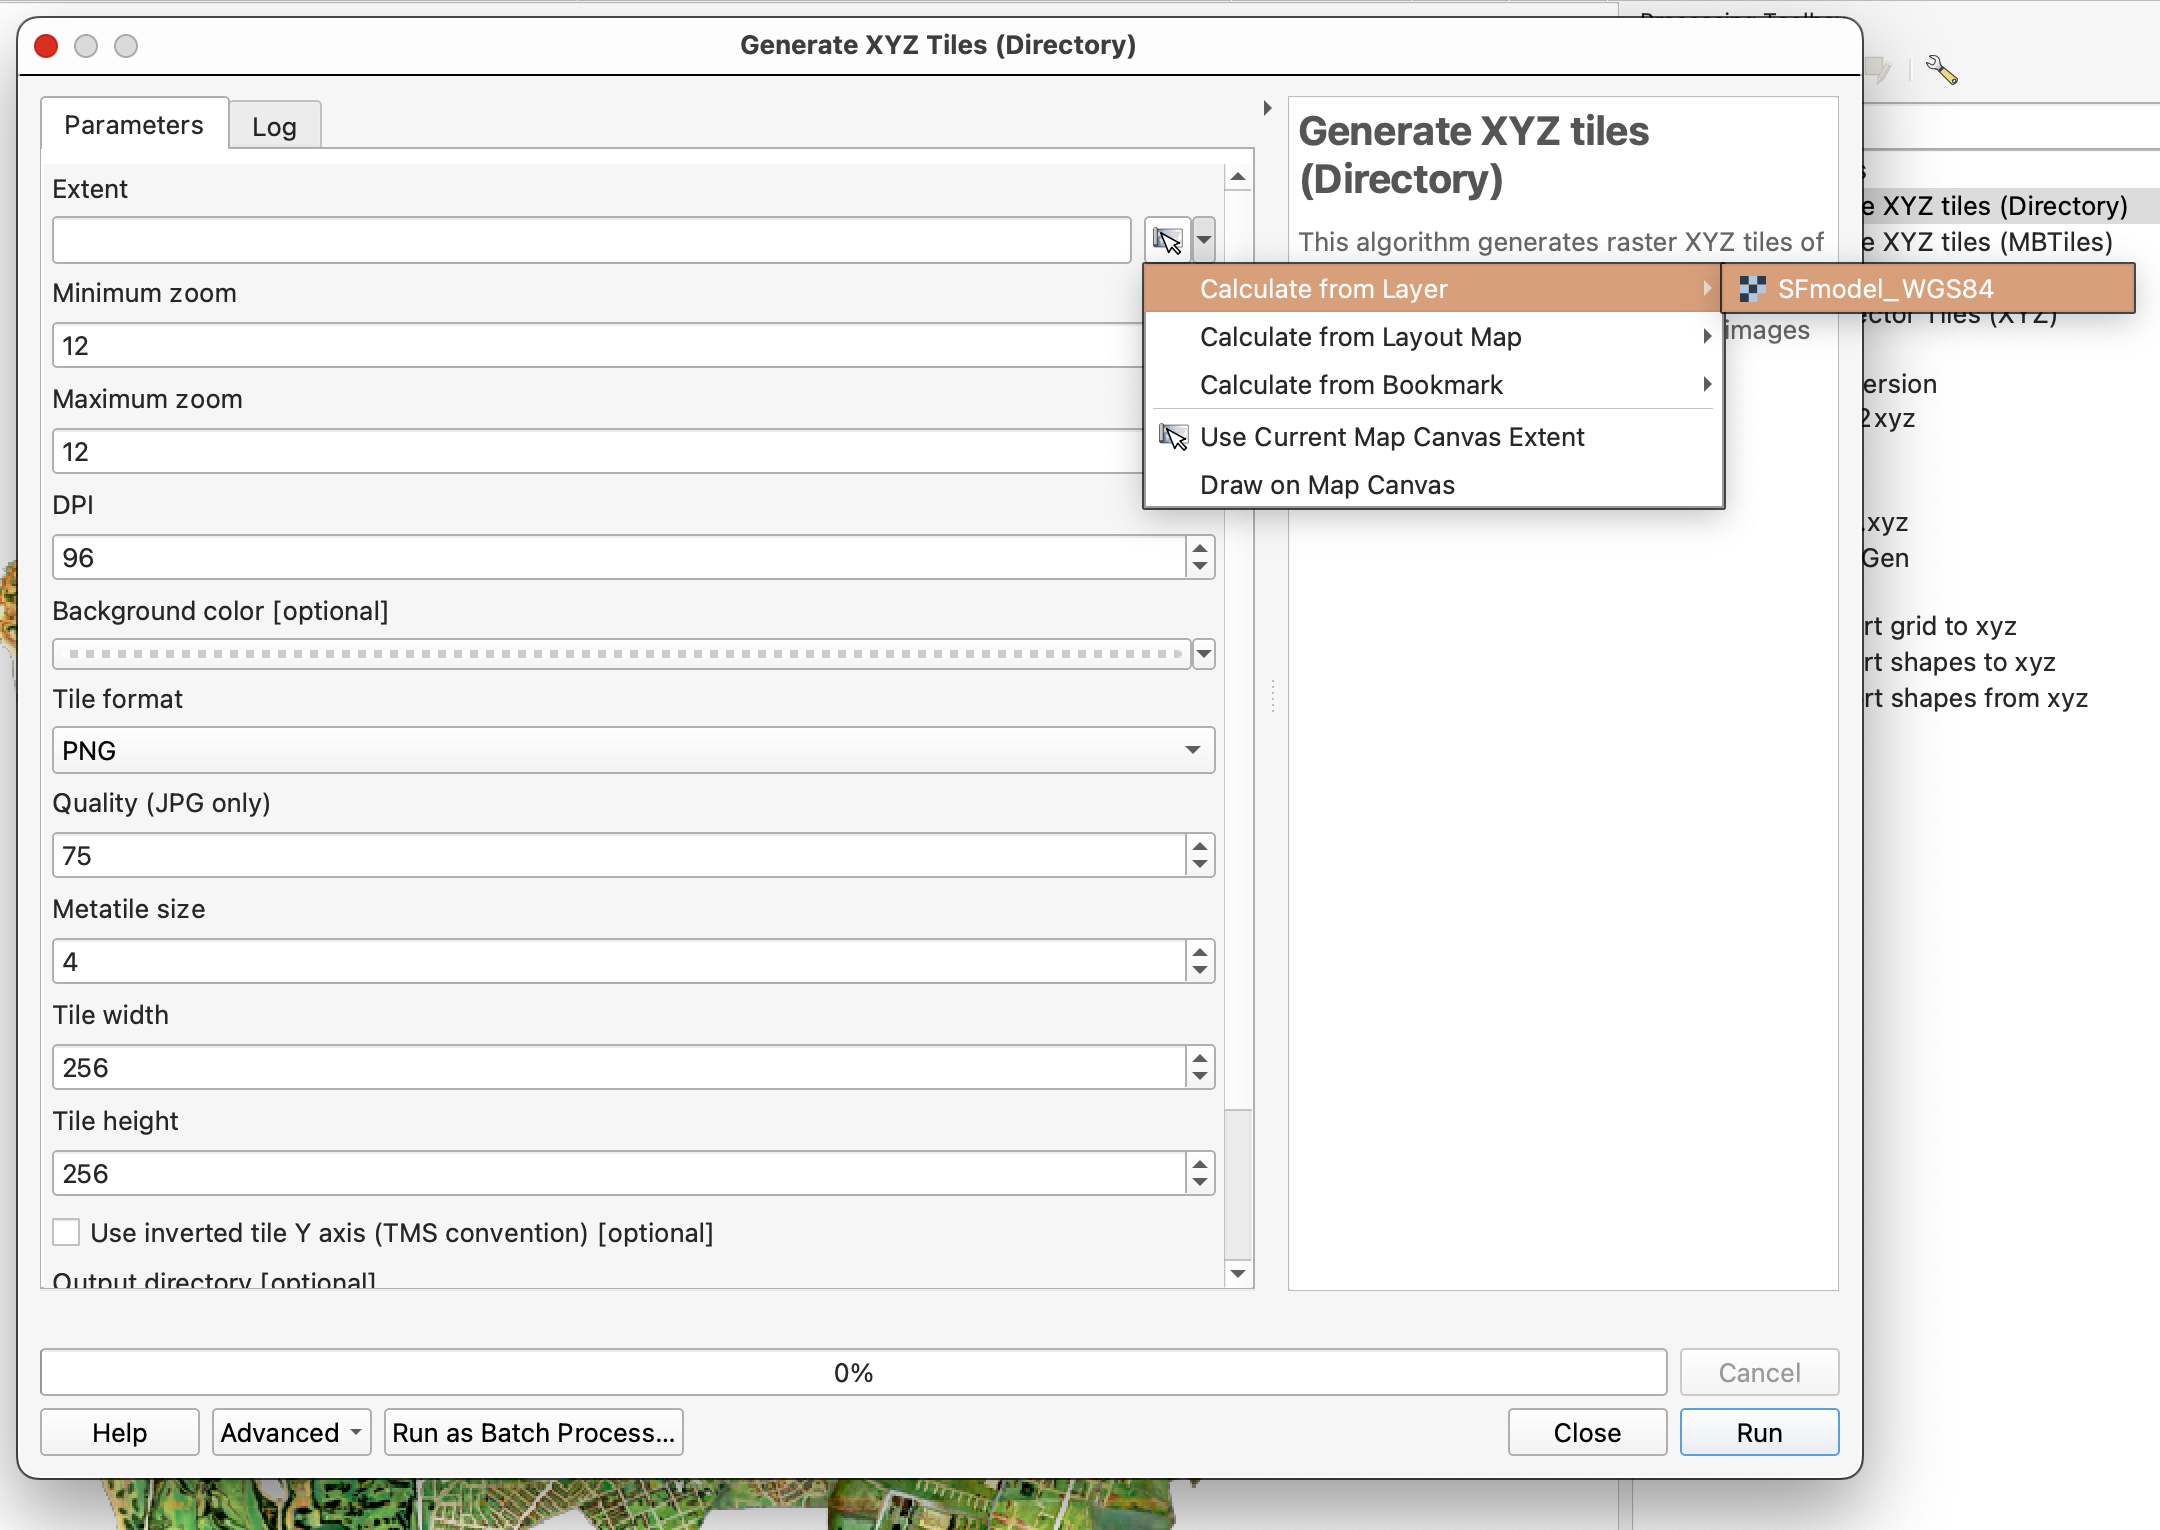 Generate XYZ Tiles (Directory)
Parameters
Log
Extent
Minimum zoom
12
Maximum zoom
12
DPI
96
Background color [optional]
Tile format
PNG
Quality (JPG only)
75
Metatile size
4
Tile width
256
Tile height
256
Use inverted tile Y axis (TMS convention) [optional]
Output directory [optional]
Calculate from Layer
SFmodel_WGS84
Calculate from Layout Map
Calculate from Bookmark
Use Current Map Canvas Extent
Draw on Map Canvas
Generate XYZ tiles
(Directory)
This algorithm generates raster XYZ tiles of
images
0%
Cancel
Help
Advanced
Run as Batch Process...
Close
Run
Processing Toolbox
e XYZ tiles (Directory)
e XYZ tiles (MBTiles)
ector Tiles (XYZ)
ersion
2xyz
.xyz
Gen
rt grid to xyz
rt shapes to xyz
rt shapes from xyz